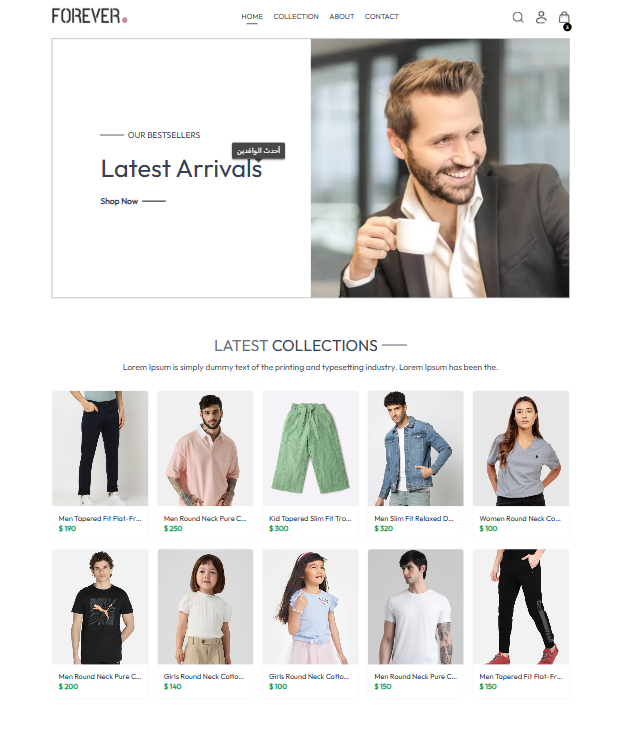 FOREVER.
HOME COLLECTION ABOUT CONTACT
OUR BESTSELLERS
أحدث الوافدين
Latest Arrivals
Shop Now
LATEST COLLECTIONS
Lorem Ipsum is simply dummy text of the printing and typesetting industry. Lorem Ipsum has been the.
Men Tapered Fit Flat-Fr... Men Round Neck Pure C... Kid Tapered Slim Fit Tro... Men Slim Fit Relaxed D... Women Round Neck Co...
$ 190 $ 250 $ 300 $ 320 $ 100
PUMA
Men Round Neck Pure C... Girls Round Neck Cotto... Girls Round Neck Cotto... Men Round Neck Pure C... Men Tapered Fit Flat-Fr...
$ 200 $ 140 $ 100 $ 150 $ 150